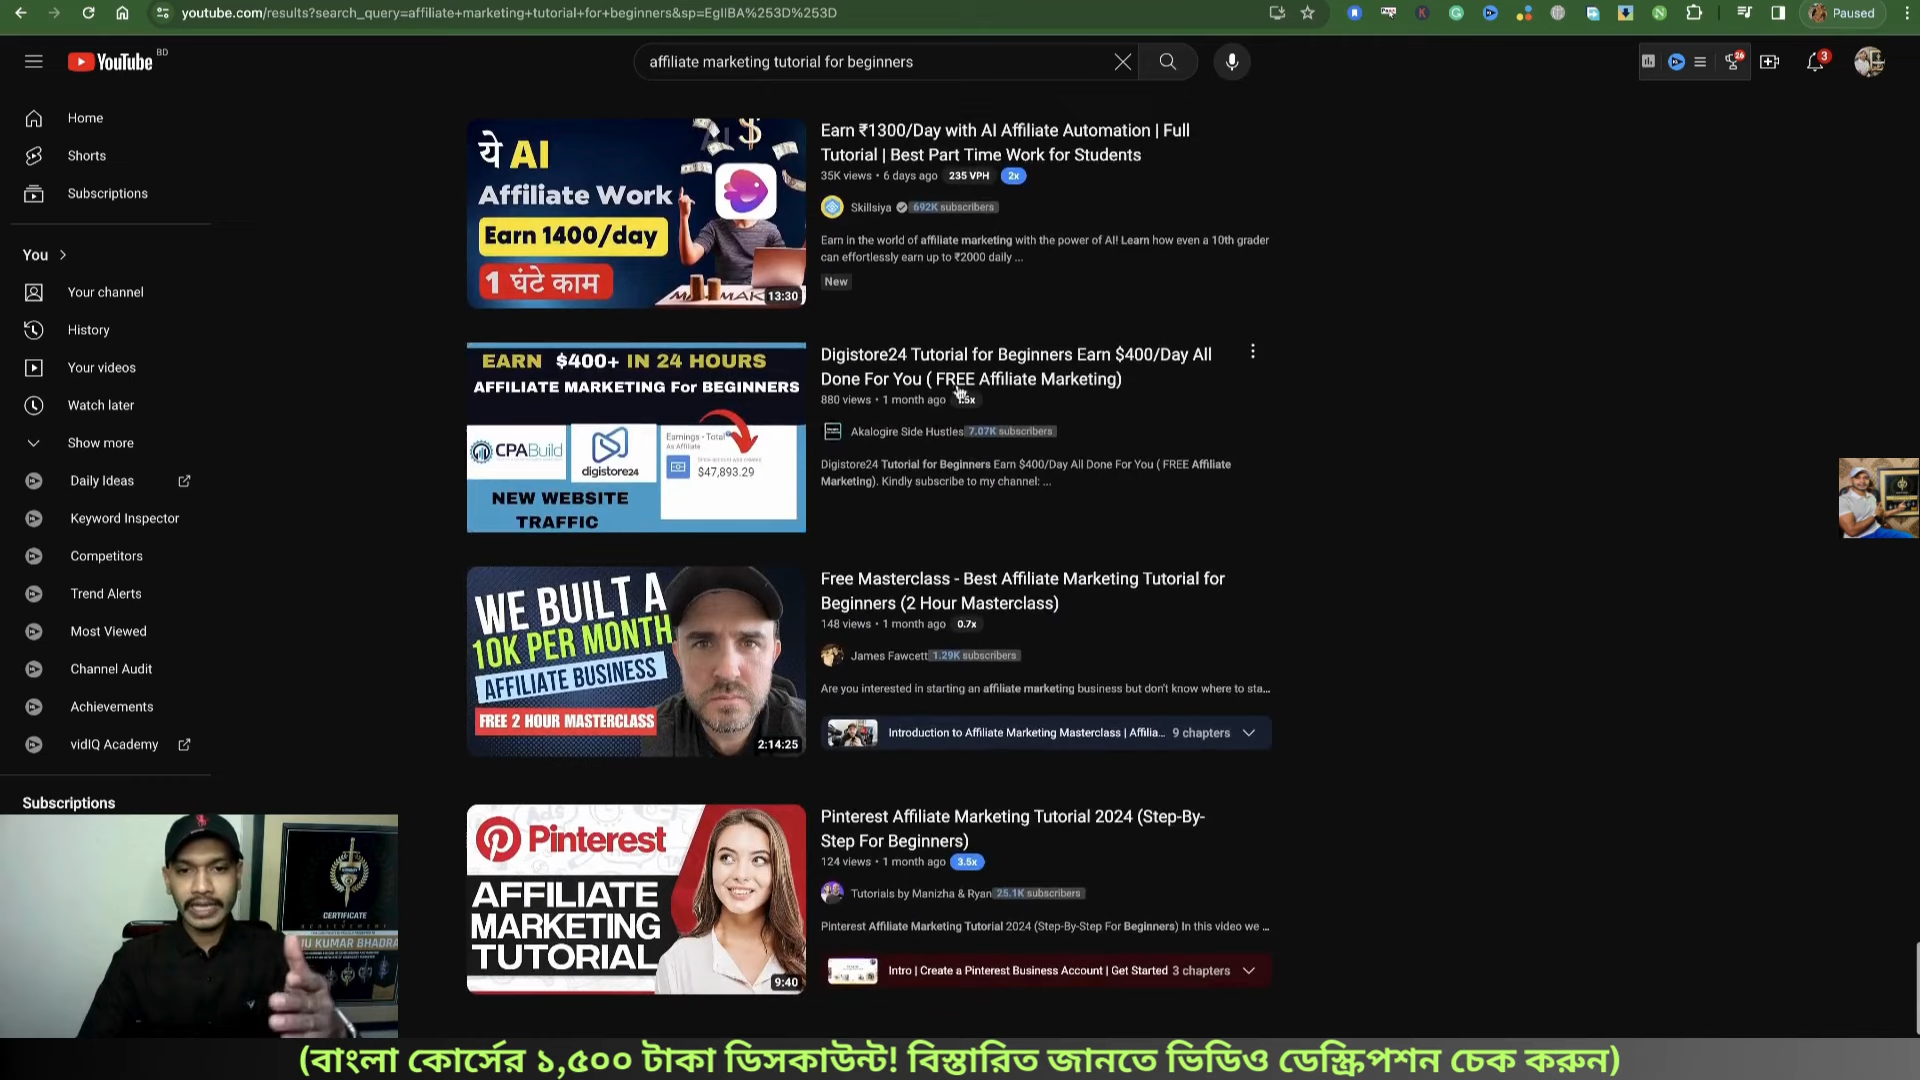 youtube.com/results?search_query=affiliate+marketing+tutorial+for+beginners&sp=EgIIBA%253D%253D
Paused
YouTube BD
affiliate marketing tutorial for beginners
26
3
Home
Shorts
Subscriptions
You
Your channel
History
Your videos
Watch later
Show more
Daily Ideas
Keyword Inspector
Competitors
Trend Alerts
Most Viewed
Channel Audit
Achievements
vidIQ Academy
Subscriptions
ये AI
Affiliate Work
Earn 1400/day
1 घंटे काम
13:30
Earn ₹1300/Day with AI Affiliate Automation | Full
Tutorial | Best Part Time Work for Students
35K views • 6 days ago 235 VPH 2x
Skillsiya 692K subscribers
Earn in the world of affiliate marketing with the power of AI! Learn how even a 10th grader
can effortlessly earn up to ₹2000 daily ...
New
EARN $400+ IN 24 HOURS
AFFILIATE MARKETING For BEGINNERS
CPABuild
digistore24
Earnings - Total
As Affiliate
$47,893.29
NEW WEBSITE
TRAFFIC
Digistore24 Tutorial for Beginners Earn $400/Day All
Done For You ( FREE Affiliate Marketing)
880 views • 1 month ago 1.5x
Akalogire Side Hustles 7.07K subscribers
Digistore24 Tutorial for Beginners Earn $400/Day All Done For You ( FREE Affiliate
Marketing). Kindly subscribe to my channel: ...
WE BUILT A
10K PER MONTH
AFFILIATE BUSINESS
FREE 2 HOUR MASTERCLASS
2:14:25
Free Masterclass - Best Affiliate Marketing Tutorial for
Beginners (2 Hour Masterclass)
148 views • 1 month ago 0.7x
James Fawcett 1.29K subscribers
Are you interested in starting an affiliate marketing business but don't know where to sta...
Introduction to Affiliate Marketing Masterclass | Affilia... 9 chapters
Pinterest
AFFILIATE
MARKETING
TUTORIAL
9:40
Pinterest Affiliate Marketing Tutorial 2024 (Step-By-
Step For Beginners)
124 views • 1 month ago 3.5x
Tutorials by Manizha & Ryan 25.1K subscribers
Pinterest Affiliate Marketing Tutorial 2024 (Step-By-Step For Beginners) In this video we ...
Intro | Create a Pinterest Business Account | Get Started 3 chapters
CERTIFICATE
JU KUMAR BHADRA
(বাংলা কোর্সের ১,৫০০ টাকা ডিসকাউন্ট! বিস্তারিত জানতে ভিডিও ডেস্ক্রিপশন চেক করুন)